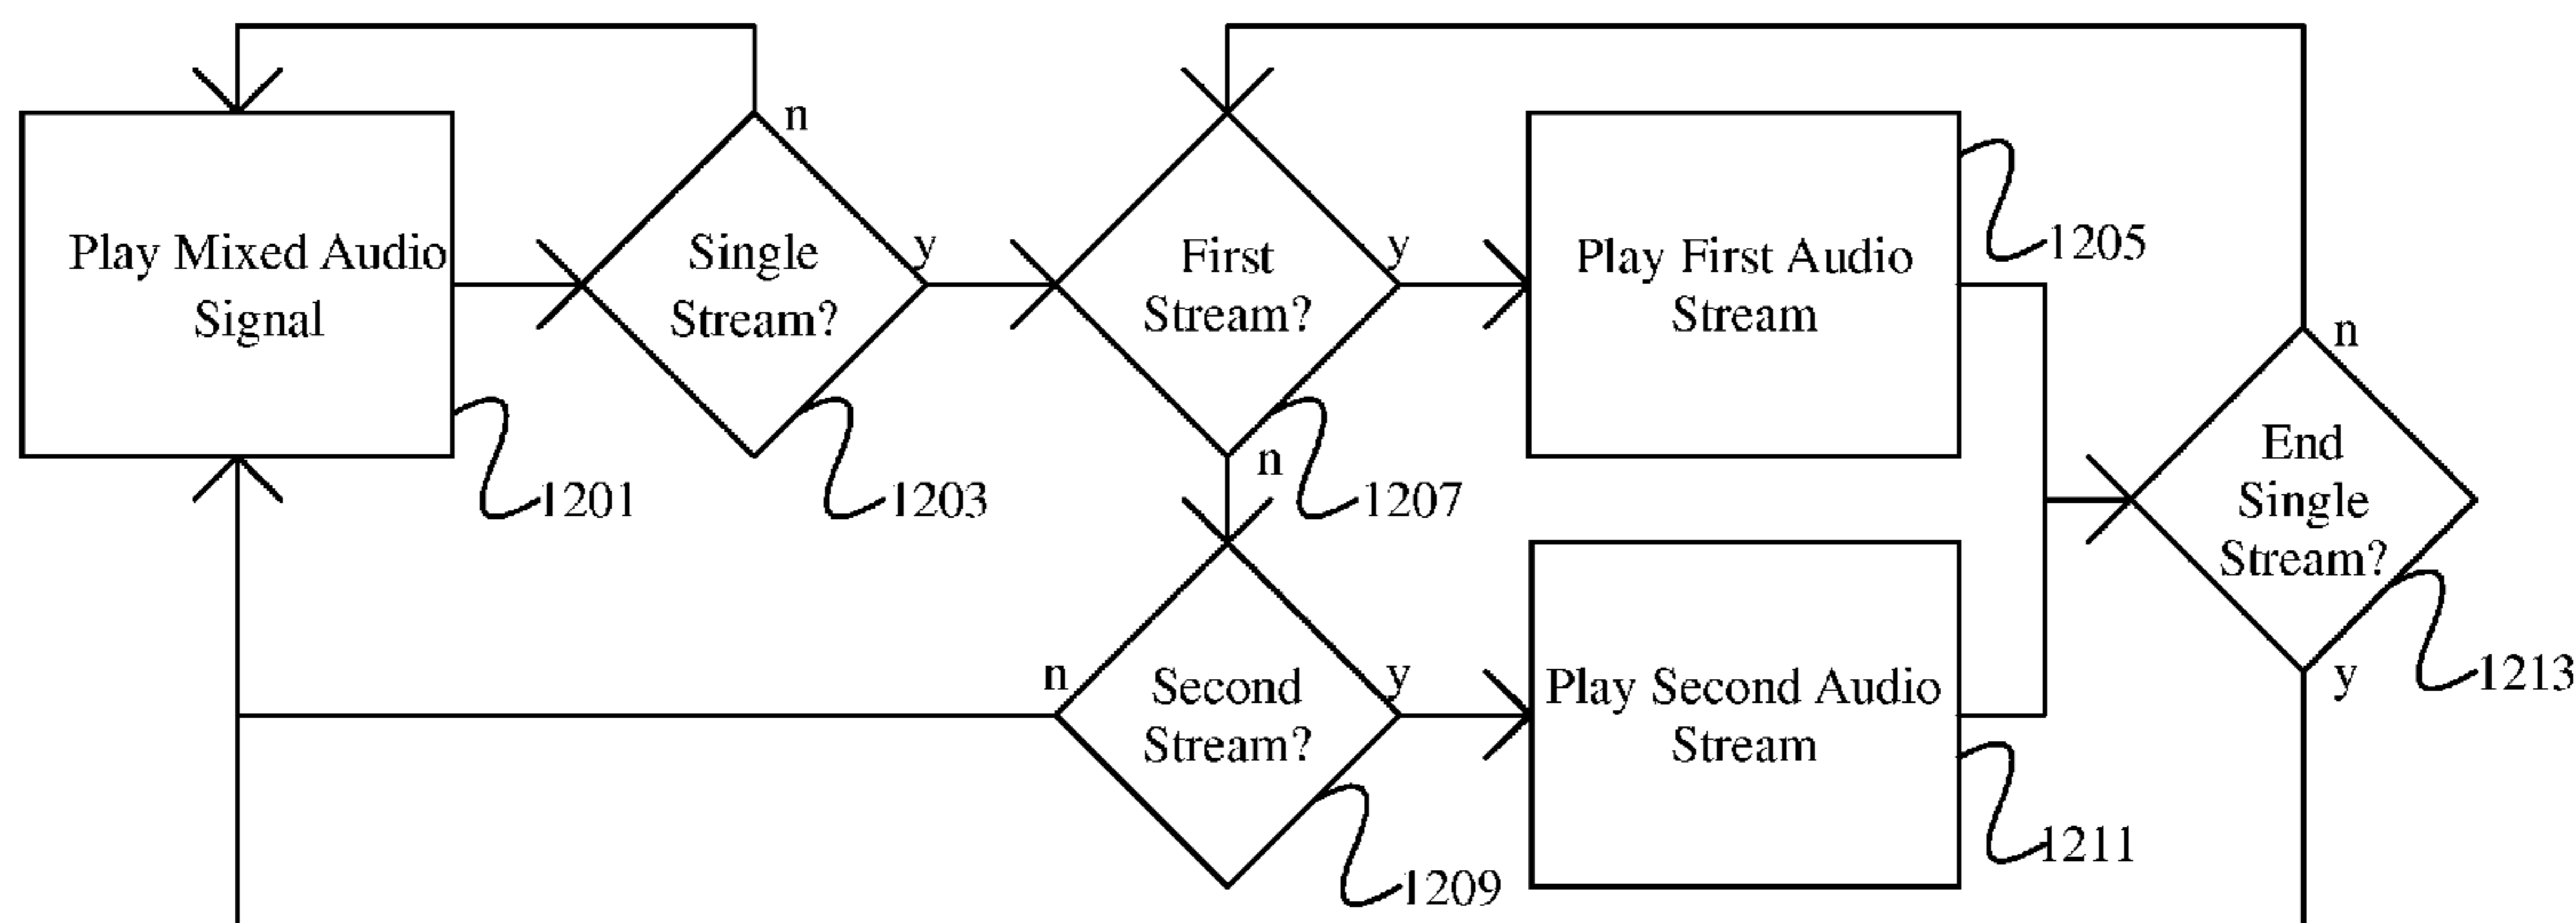 n
Play Mixed Audio
Signal
1201
Single
Stream?
y
1203
First
Stream?
y
n
1207
Play First Audio
Stream
1205
Second
Stream?
n
y
1209
Play Second Audio
Stream
1211
End
Single
Stream?
n
y
1213